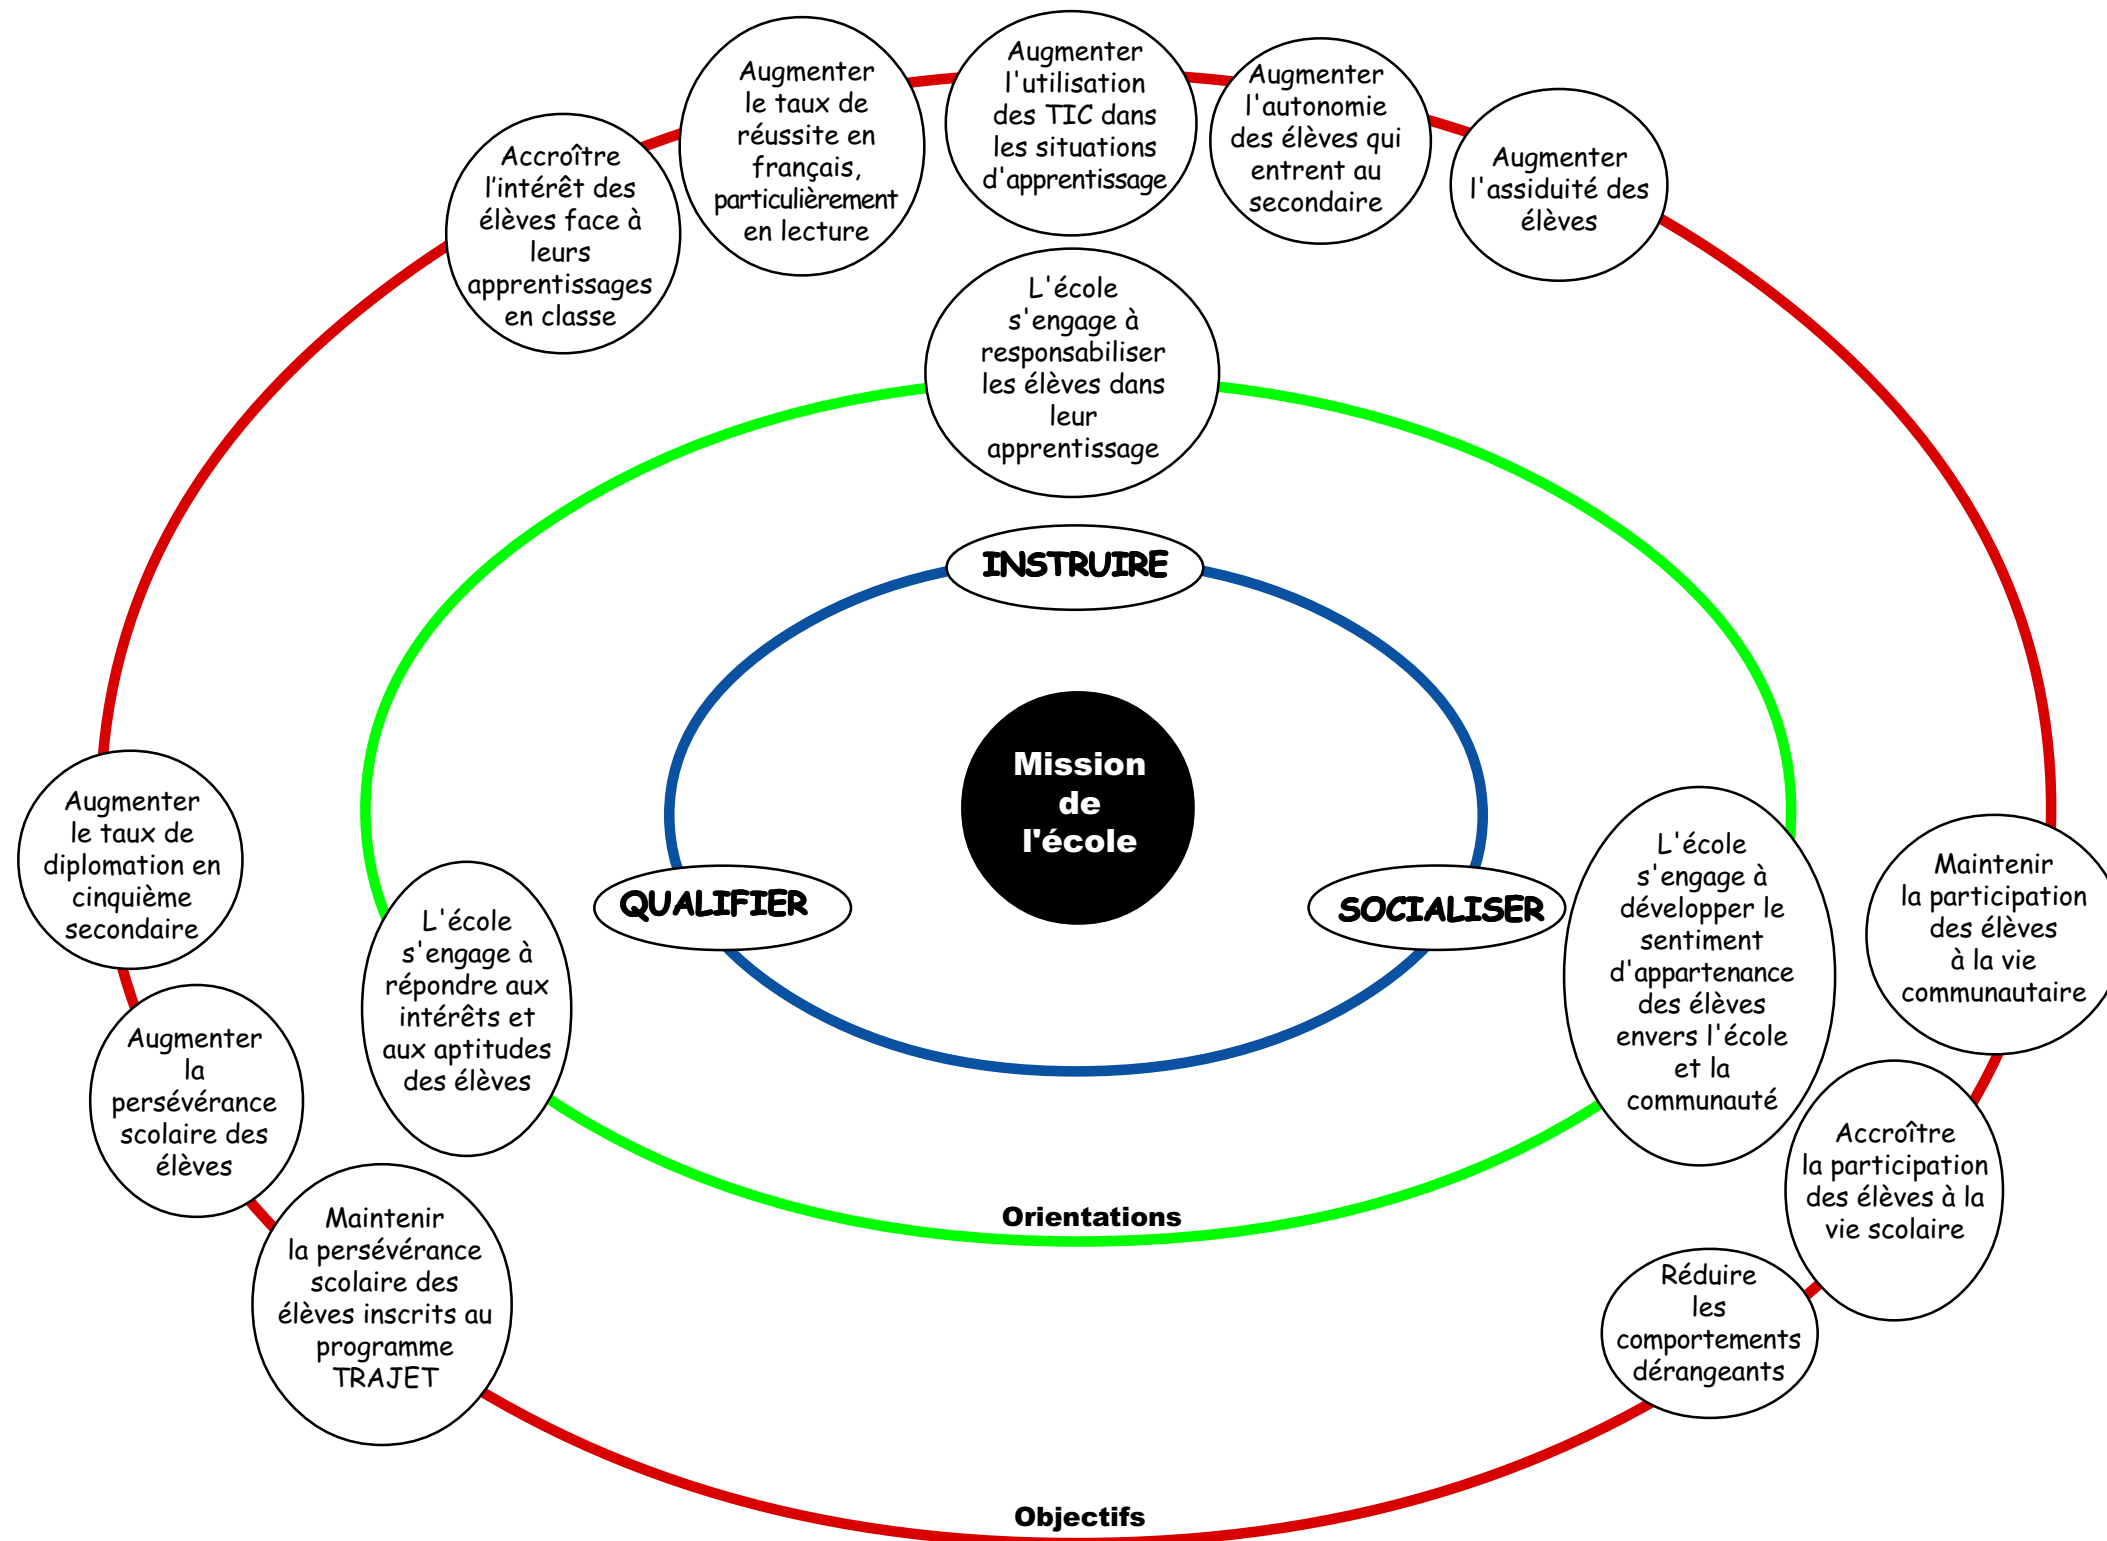 Augmenter
l'utilisation
des TIC dans
les situations
d'apprentissage
Augmenter
le taux de
réussite en
français,
particulièrement
en lecture
Augmenter
l'autonomie
des élèves qui
entrent au
secondaire
Accroître
l’intérêt des
élèves face à
leurs
apprentissages
en classe
Augmenter
l'assiduité des
élèves
L'école
s'engage à
responsabiliser
les élèves dans
leur
apprentissage
INSTRUIRE
Mission
de
l'école
QUALIFIER
SOCIALISER
Augmenter
le taux de
diplomation en
cinquième
secondaire
L'école
s'engage à
répondre aux
intérêts et
aux aptitudes
des élèves
L'école
s'engage à
développer le
sentiment
d'appartenance
des élèves
envers l'école
et la
communauté
Maintenir
la participation
des élèves
à la vie
communautaire
Augmenter
la
persévérance
scolaire des
élèves
Accroître
la participation
des élèves à la
vie scolaire
Maintenir
la persévérance
scolaire des
élèves inscrits au
programme
TRAJET
Orientations
Réduire
les
comportements
dérangeants
Objectifs